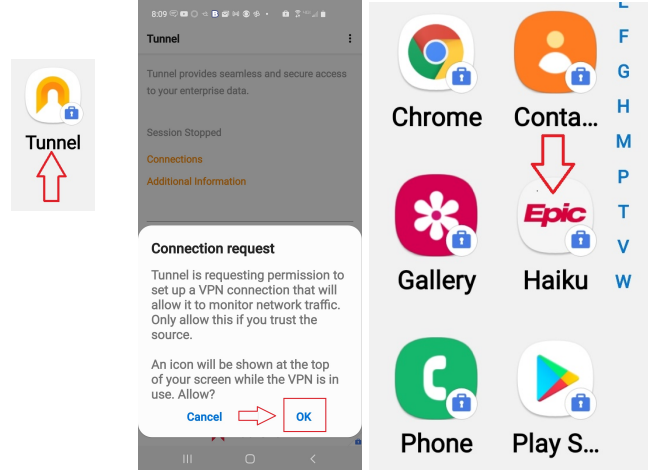 Tunnel
8:09
Tunnel
Tunnel provides seamless and secure access
to your enterprise data.
Session Stopped
Connections
Additional Information
Connection request
Tunnel is requesting permission to
set up a VPN connection that will
allow it to monitor network traffic.
Only allow this if you trust the
source.
An icon will be shown at the top
of your screen while the VPN is in
use. Allow?
Cancel
OK
Chrome
Conta...
Gallery
Epic
Haiku
Phone
Play S...
F
G
H
M
P
T
V
W